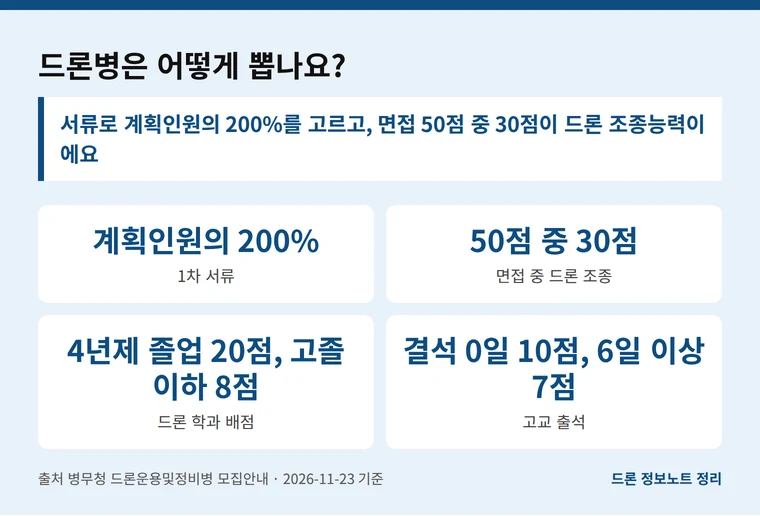 드론병은 어떻게 뽑나요?
서류로 계획인원의 200%를 고르고, 면접 50점 중 30점이 드론 조종능력이
에요
계획인원의 200%
1차 서류
50점 중 30점
면접 중 드론 조종
4년제 졸업 20점, 고졸
이하 8점
드론 학과 배점
결석 0일 10점, 6일 이상
7점
고교 출석
출처 병무청 드론운용및정비병 모집안내 · 2026-11-23 기준
드론 정보노트 정리